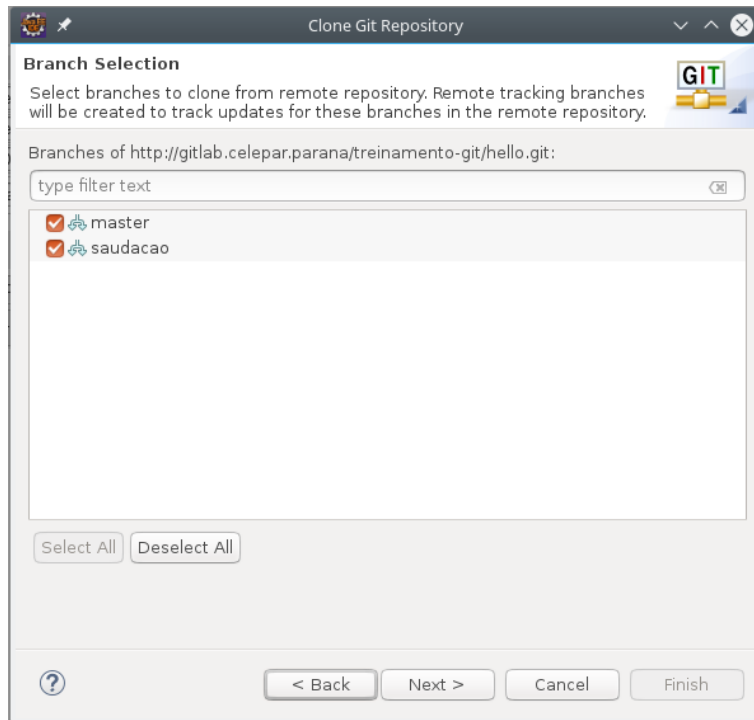 Clone Git Repository
Branch Selection
Select branches to clone from remote repository. Remote tracking branches
will be created to track updates for these branches in the remote repository.
GIT
Branches of http://gitlab.celepar.parana/treinamento-git/hello.git:
type filter text
master
saudacao
Select All Deselect All
? < Back Next > Cancel Finish